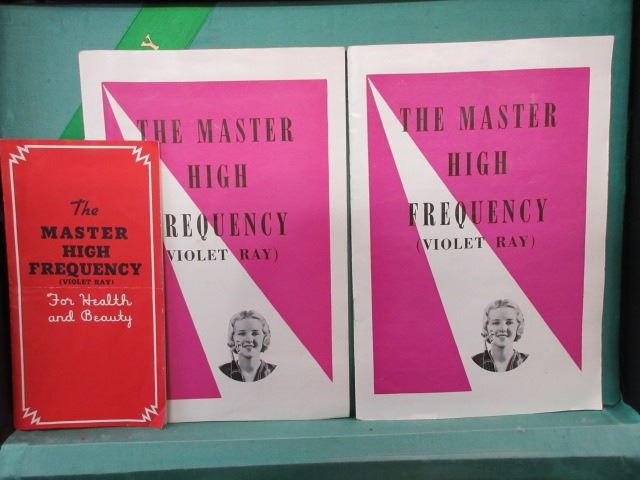 The
MASTER
HIGH
FREQUENCY
(VIOLET RAY)
For Health
and Beauty
THE MASTER
HIGH
FREQUENCY
VIOLET RAY)
THE MASTER
HIGH
FREQUENCY
(VIOLET RAY)